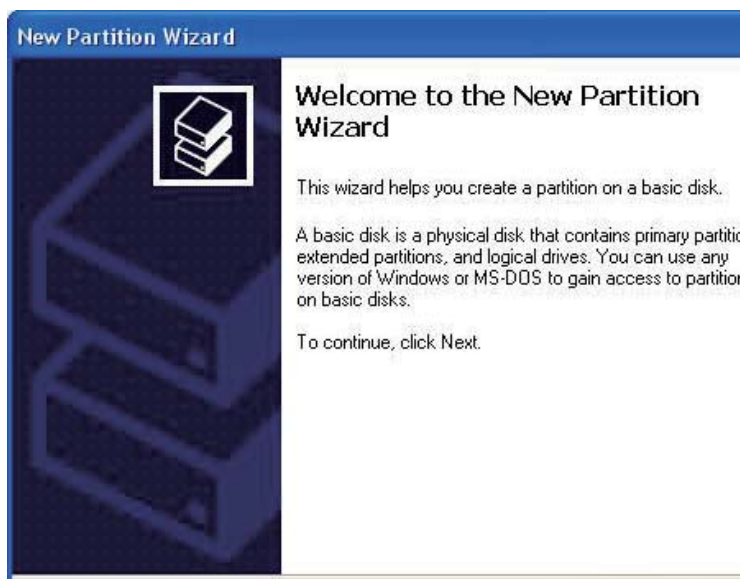 New Partition Wizard
Welcome to the New Partition
Wizard
This wizard helps you create a partition on a basic disk.
A basic disk is a physical disk that contains primary
extended partitions, and logical drives. You can use any
version of Windows or MS-DOS to gain access to
on basic disks.
To continue, click Next.